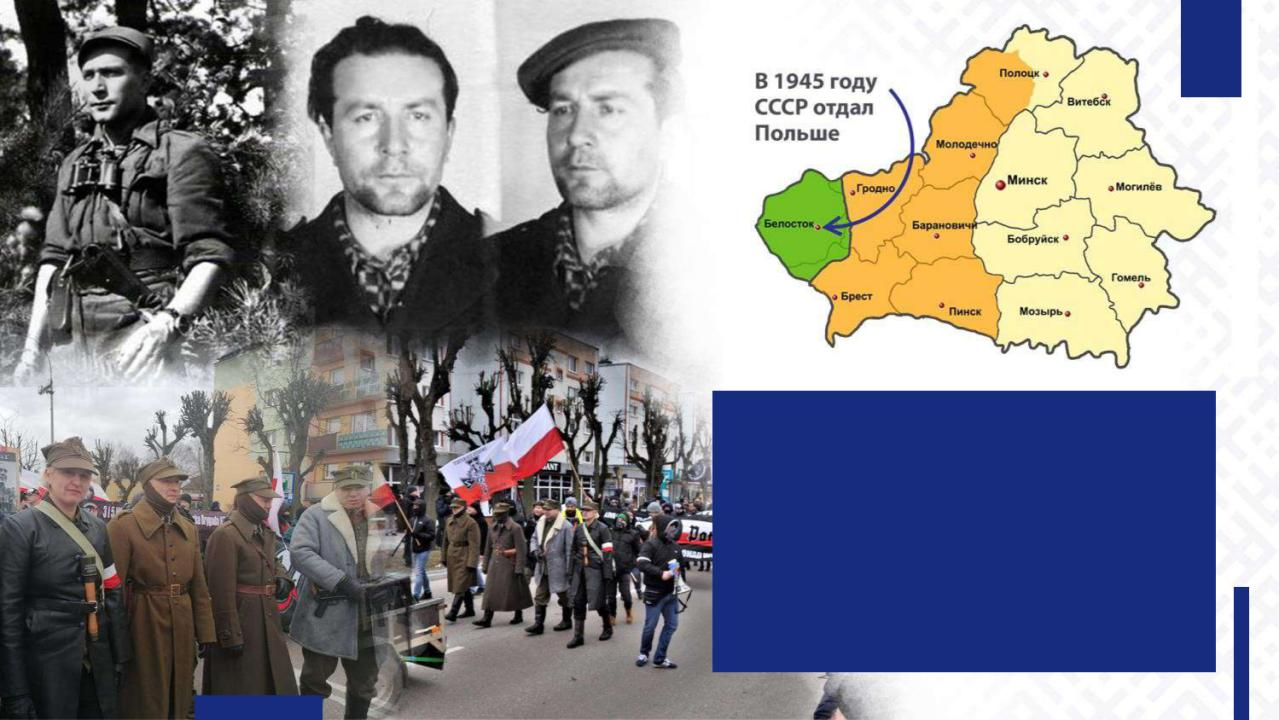 В 1945 году
СССР отдал
Польше
Полоцк
Витебск
Молодечно
Минск
Могилёв
Гродно
Белосток
Барановичи
Бобруйск
Гомель
Брест
Пинск
Мозырь